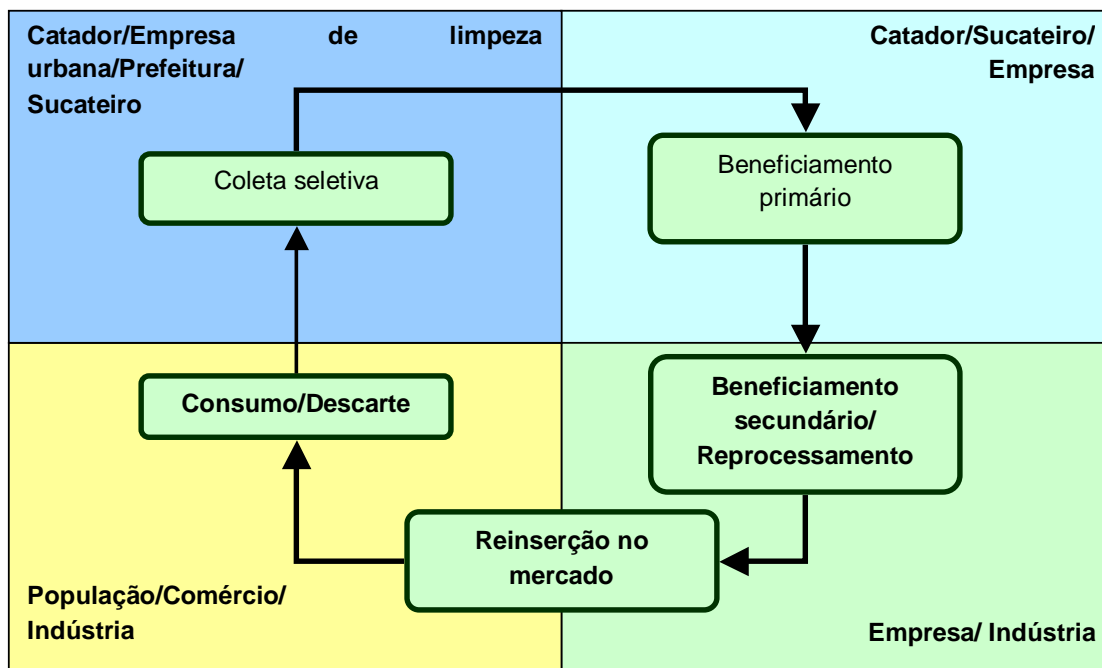 Catador/Empresa de limpeza
urbana/Prefeitura/
Sucateiro
Catador/Sucateiro/
Empresa
Coleta seletiva
Beneficiamento
primário
Consumo/Descarte
Beneficiamento
secundário/
Reprocessamento
Reinserção no
mercado
População/Comércio/
Indústria
Empresa/ Indústria